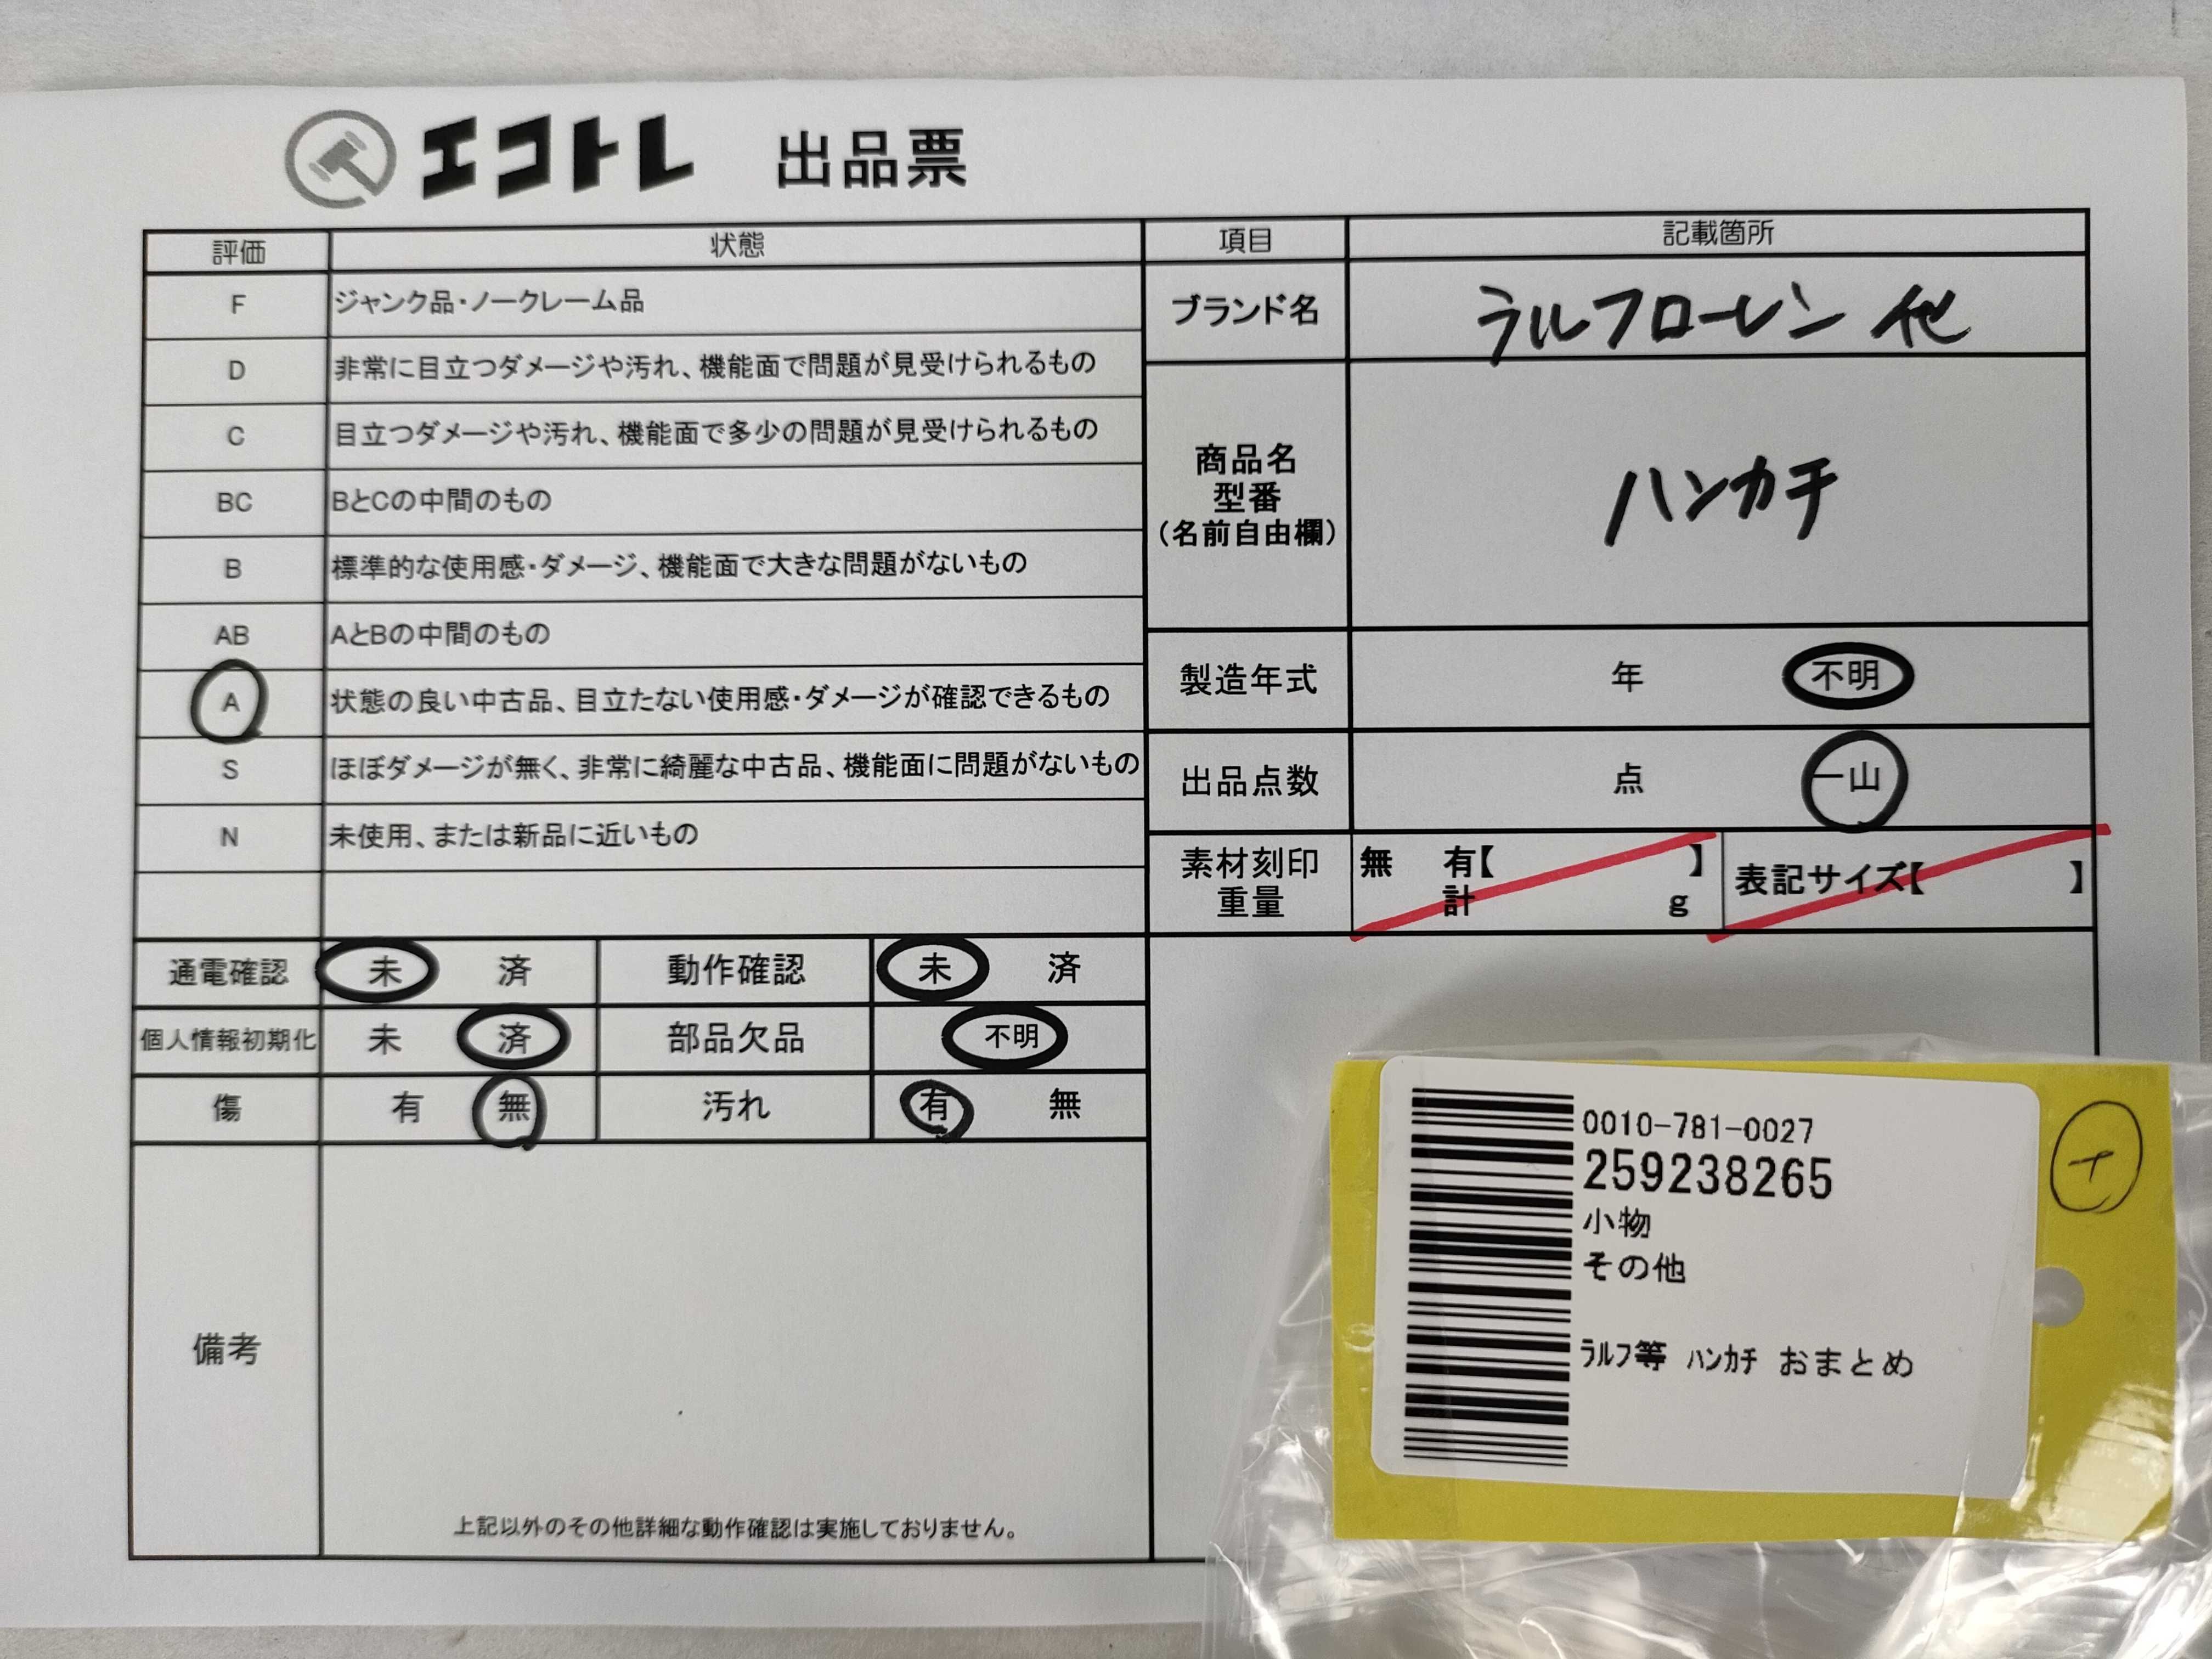 エコトレ 出品票
評価 状態
F ジャンク品・ノークレーム品
D 非常に目立つダメージや汚れ、機能面で問題が見受けられるもの
C 目立つダメージや汚れ、機能面で多少の問題が見受けられるもの
BC BとCの中間のもの
B 標準的な使用感・ダメージ、機能面で大きな問題がないもの
AB AとBの中間のもの
A 状態の良い中古品、目立たない使用感・ダメージが確認できるもの
S ほぼダメージが無く、非常に綺麗な中古品、機能面に問題がないもの
N 未使用、または新品に近いもの
項目 記載箇所
ブランド名 ラルフローレン 他
商品名
型番
(名前自由欄)
ハンカチ
製造年式 年 不明
出品点数 点 一山
素材刻印 無 有【 】
重量 計 g
表記サイズ【 】
通電確認 未 済 動作確認 未 済
個人情報初期化 未 済 部品欠品 不明
傷 有 無 汚れ 有 無
備考
上記以外のその他詳細な動作確認は実施しておりません。
0010-781-0027
259238265
小物
その他
ﾗﾙﾌ等 ﾊﾝｶﾁ おまとめ